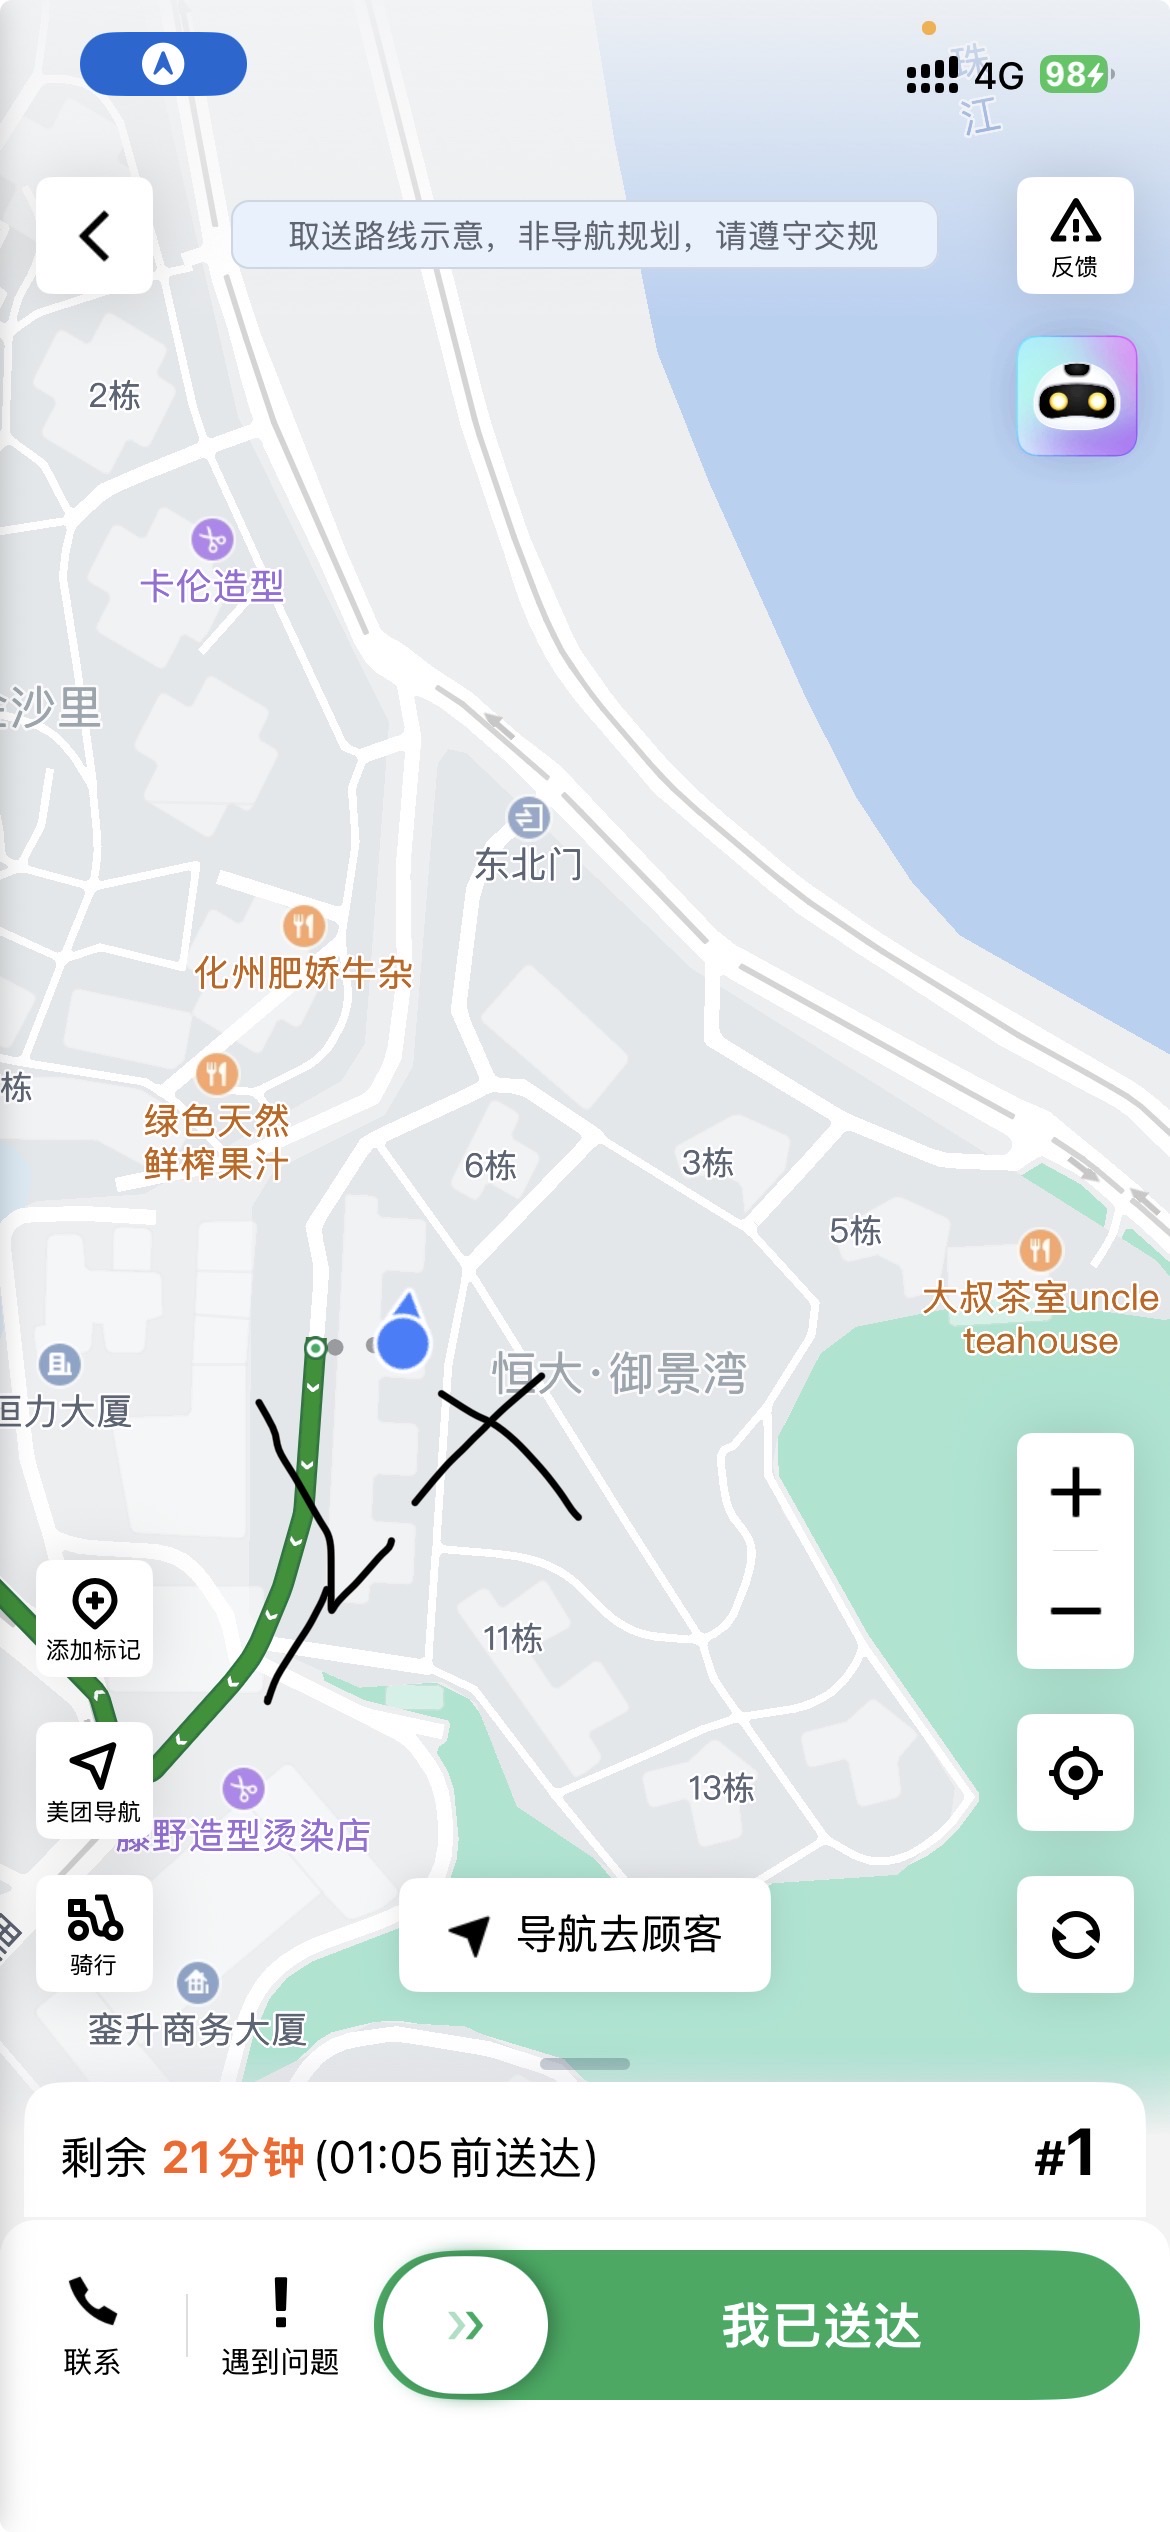 珠
江
4G
98
取送路线示意，非导航规划，请遵守交规
反馈
2栋
卡伦造型
沙里
东北门
化州肥娇牛杂
栋
绿色天然
鲜榨果汁
6栋
3栋
5栋
大叔茶室uncle
teahouse
恒大·御景湾
恒力大厦
11栋
添加标记
13栋
美团导航
藤野造型烫染店
导航去顾客
骑行
銮升商务大厦
剩余 21分钟 (01:05前送达)
#1
联系
遇到问题
我已送达